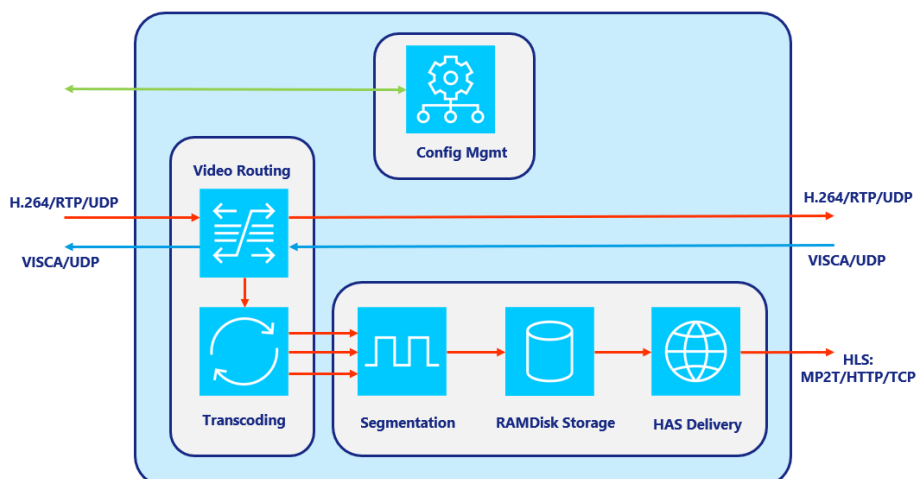 Config Mgmt
Video Routing
H.264/RTP/UDP
H.264/RTP/UDP
VISCA/UDP
VISCA/UDP
HLS:
MP2T/HTTP/TCP
Transcoding
Segmentation
RAMDisk Storage
HAS Delivery